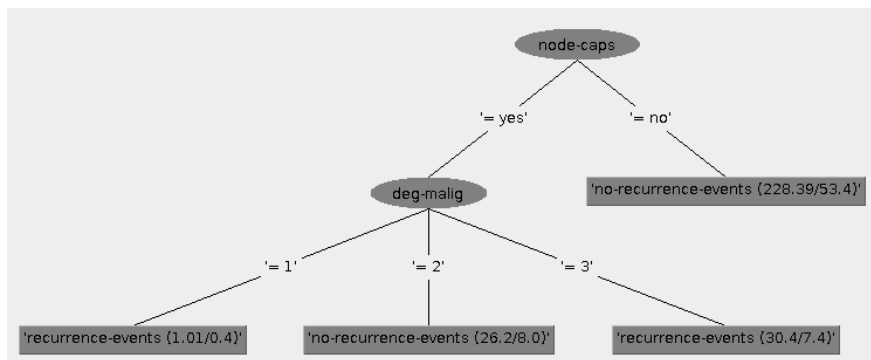 node-caps
'= yes'
'= no'
deg-malig
'no-recurrence-events (228.39/53.4)'
'= 1'
'= 2'
'= 3'
'recurrence-events (1.01/0.4)'
'no-recurrence-events (26.2/8.0)'
'recurrence-events (30.4/7.4)'